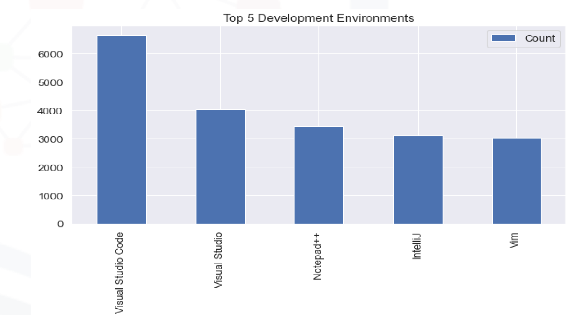 Top 5 Development Environments
Count
6000
5000
4000
3000
2000
1000
0
Visual Studio Code
Visual Studio
Notepad++
IntelliJ
Vim